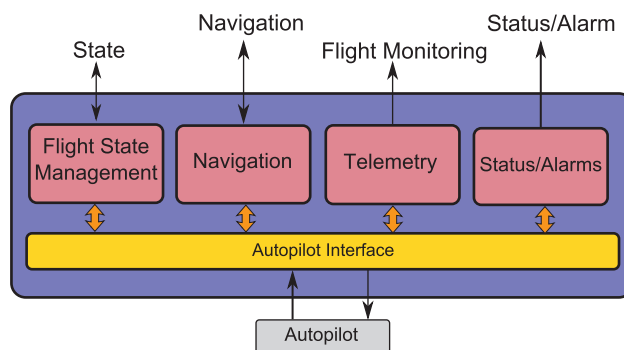 State
Navigation
Flight Monitoring
Status/Alarm
Flight State
Management
Navigation
Telemetry
Status/Alarms
Autopilot Interface
Autopilot